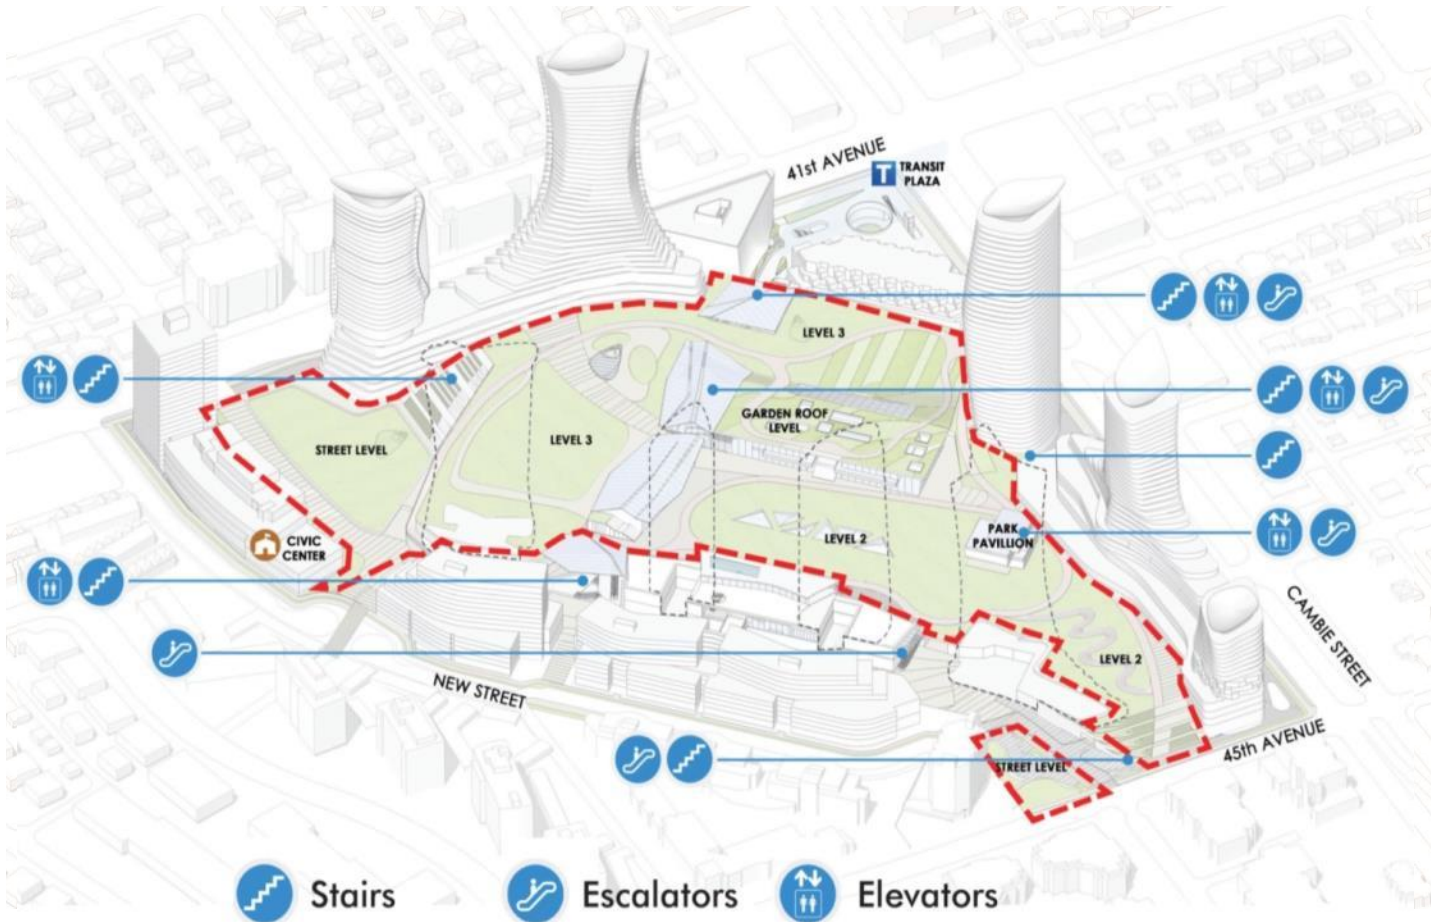 41st AVENUE
T TRANSIT
PLAZA
LEVEL 3
GARDEN ROOF
LEVEL
LEVEL 3
STREET LEVEL
CIVIC
CENTER
LEVEL 2
PARK
PAVILLION
CAMBIE STREET
LEVEL 2
NEW STREET
45th AVENUE
STREET LEVEL
Stairs
Escalators
Elevators